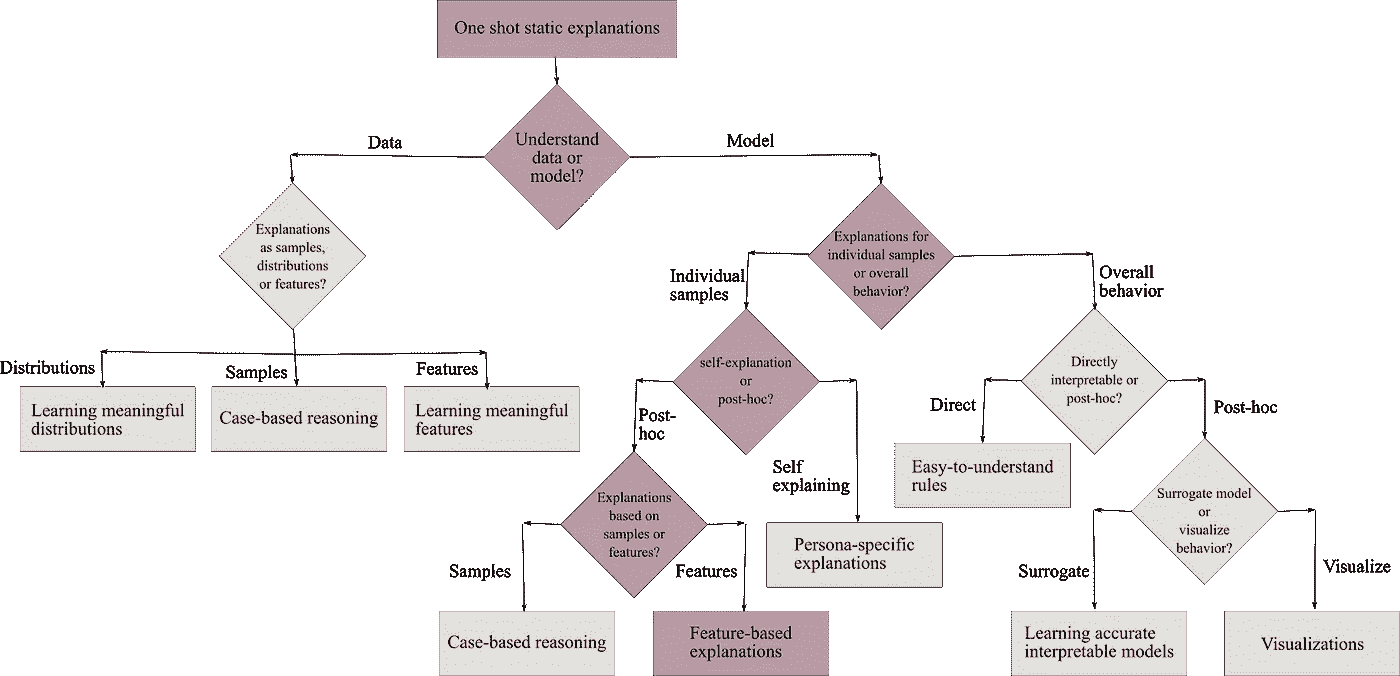 One shot static explanations
Understand
data or
model?
Data
Model
Explanations
as samples,
distributions
or features?
Explanations for
individual samples
or overall
behavior?
Individual
samples
Overall
behavior
Distributions
Samples
Features
Learning meaningful
distributions
Case-based reasoning
Learning meaningful
features
self-explanation
or
post-hoc?
Directly
interpretable or
post-hoc?
Post-
hoc
Self
explaining
Direct
Post-hoc
Explanations
based on
samples or
features?
Persona-specific
explanations
Easy-to-understand
rules
Surrogate model
or
visualize
behavior?
Samples
Features
Surrogate
Visualize
Case-based reasoning
Feature-based
explanations
Learning accurate
interpretable models
Visualizations